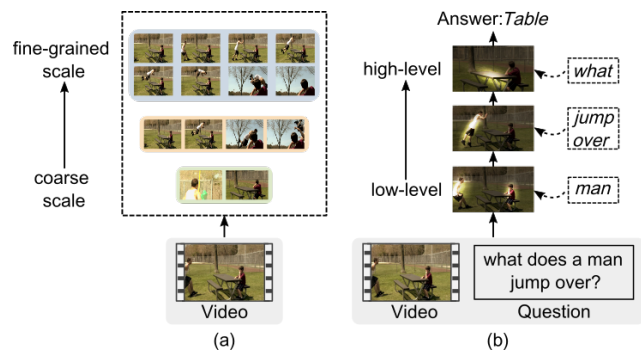 fine-grained
scale
coarse
scale
Video
(a)
Answer:Table
high-level
what
jump
over
low-level
man
what does a man
jump over?
Video
Question
(b)